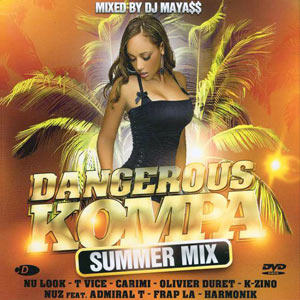 MIXED BY DJ MAYA$$
DANGEROUS
KOMPA
SUMMER MIX
NU LOOK - T VICE - CARIMI - OLIVIER DURET - K-ZINO
NUZ FEAT. ADMIRAL T - FRAP LA - HARMONIK
D
DVD